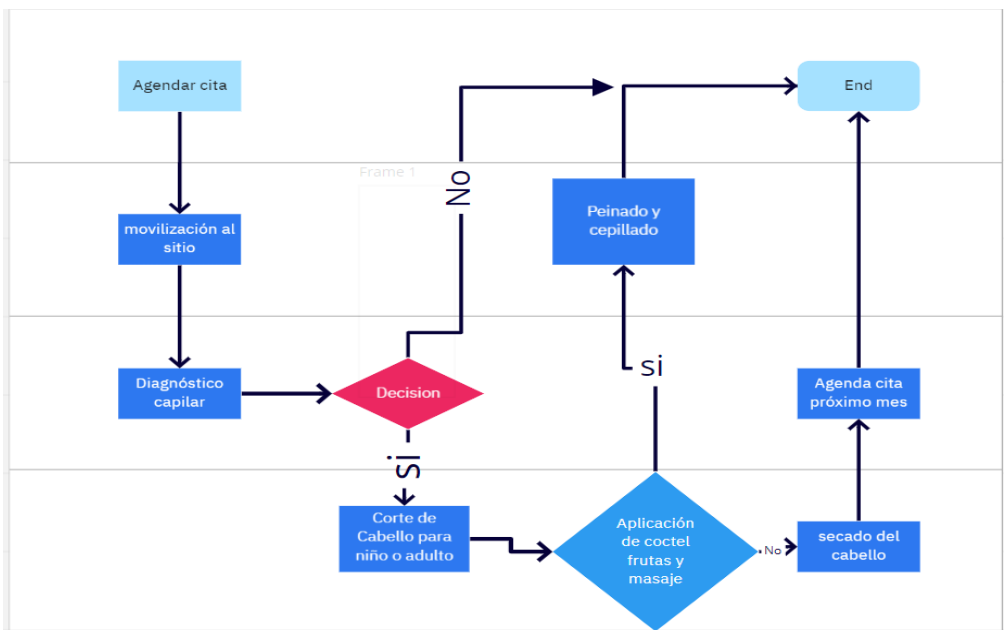 Agendar cita
End
Frame 1
No
Peinado y
cepillado
movilización al
sitio
si
Diagnóstico
capilar
Decision
Agenda cita
próximo mes
si
Corte de
Cabello para
niño o adulto
Aplicación
de coctel
frutas y
masaje
No
secado del
cabello